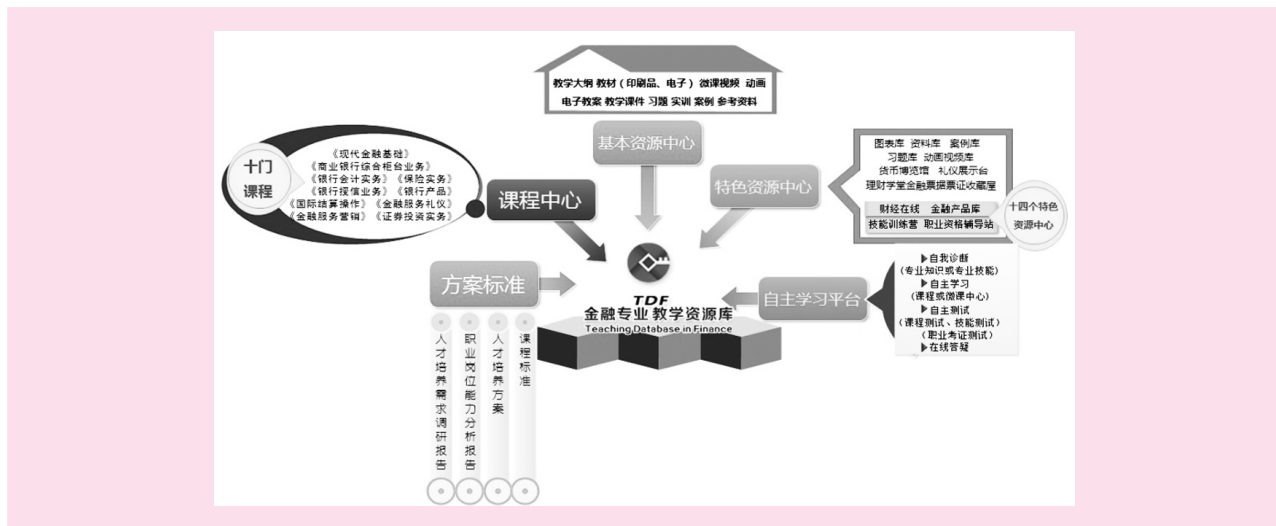 教学大纲 教材（印刷品、电子） 微课视频 动画
电子教案 教学课件 习题 实训 案例 参考资料
基本资源中心
十门
课程
《现代金融基础》
《商业银行综合柜台业务》
《银行会计实务》《保险实务》
《银行授信业务》《银行产品》
《国际结算操作》《金融服务礼仪》
《金融服务营销》《证券投资实务》
课程中心
特色资源中心
图表库 资料库 案例库
习题库 动画视频库
货币博览馆 礼仪展示台
理财学堂金融票据票证收藏屋
财经在线 金融产品库
技能训练营 职业资格辅导站
十四个特色
资源中心
方案标准
人才培养需求调研报告
职业岗位能力分析报告
人才培养方案
课程标准
TDF
金融专业 教学资源库
Teaching Database in Finance
自主学习平台
▶自我诊断
(专业知识或专业技能)
▶自主学习
(课程或微课中心)
▶自主测试
(课程测试、技能测试)
(职业考证测试)
▶在线答疑